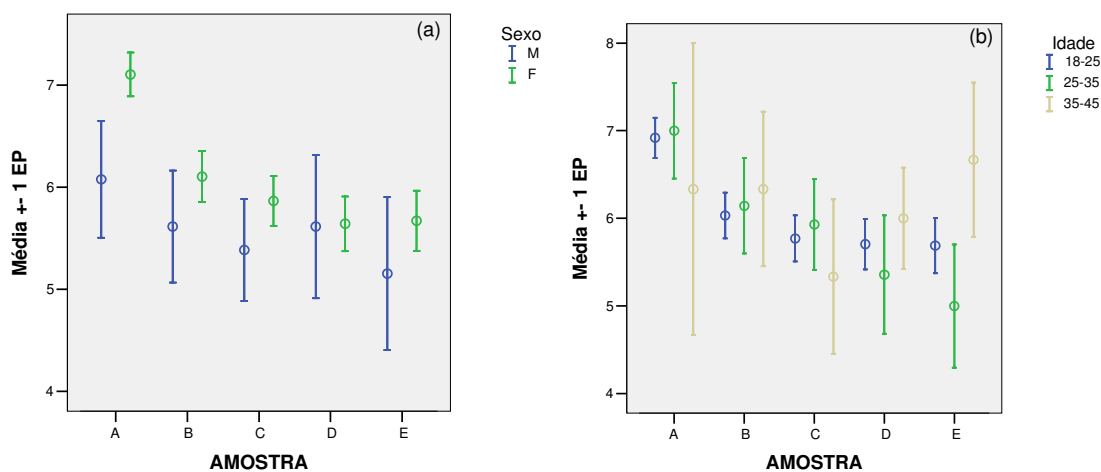 (a)
Sexo
M
F
7
6
5
4
Média +- 1 EP
A B C D E
AMOSTRA
(b)
Idade
18-25
25-35
35-45
8
7
6
5
4
Média +- 1 EP
A B C D E
AMOSTRA